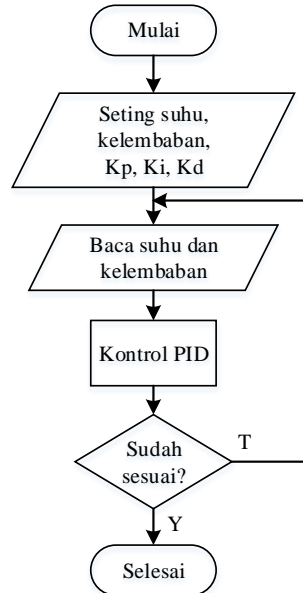 Mulai
Seting suhu,
kelembaban,
Kp, Ki, Kd
Baca suhu dan
kelembaban
Kontrol PID
Sudah
sesuai?
T
Y
Selesai